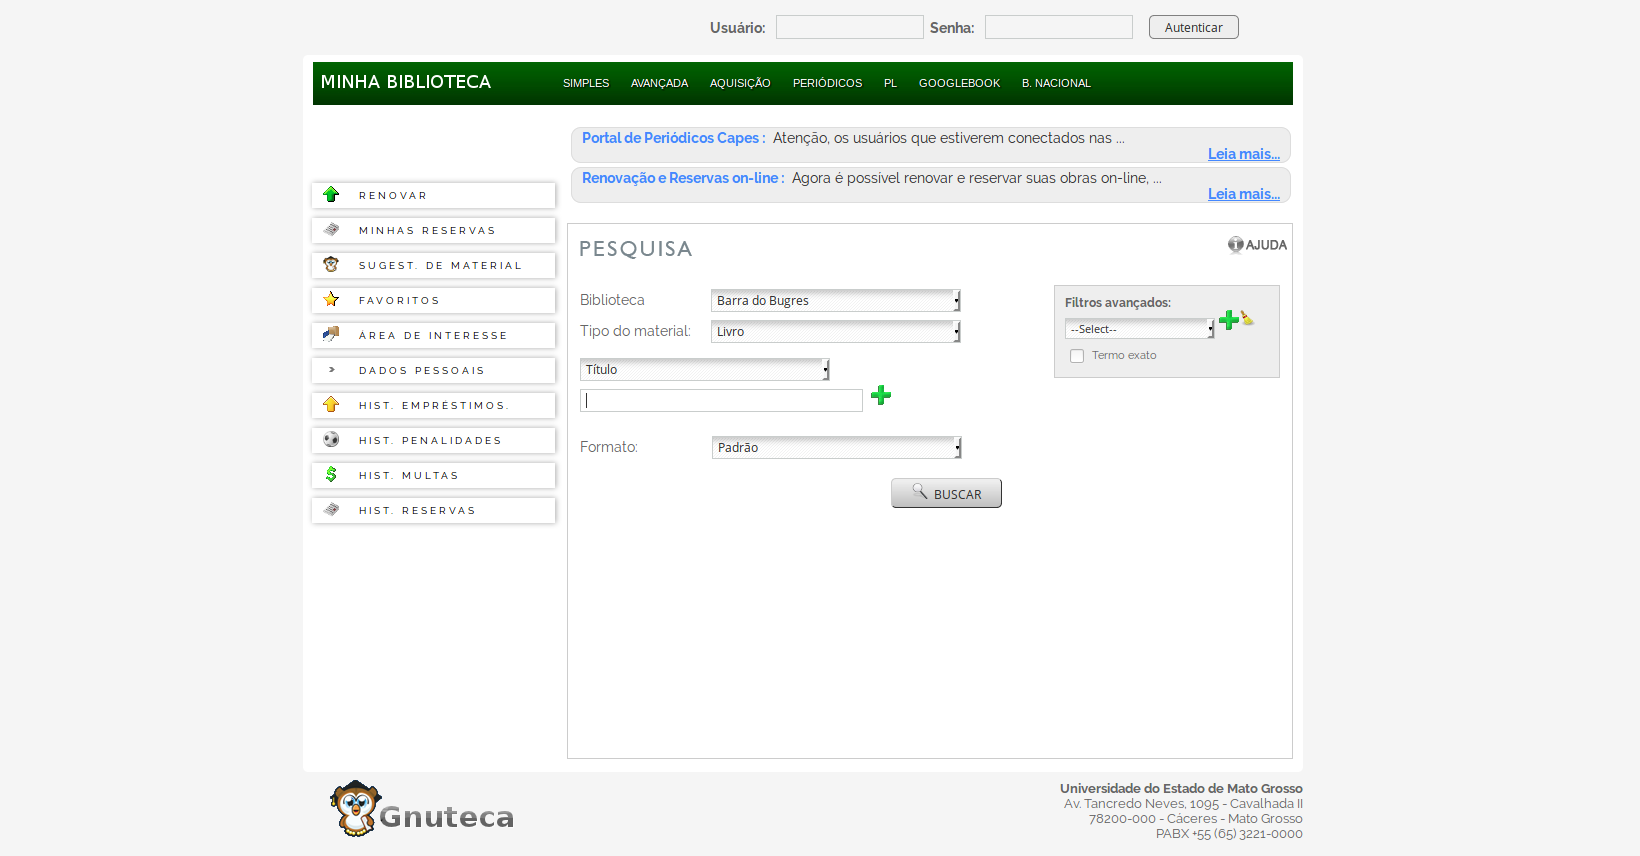 Usuário: Senha: Autenticar
MINHA BIBLIOTECA SIMPLES AVANÇADA AQUISIÇÃO PERIÓDICOS PL GOOGLEBOOK B. NACIONAL
Portal de Periódicos Capes : Atenção, os usuários que estiverem conectados nas ...
Leia mais...
Renovação e Reservas on-line : Agora é possivel renovar e reservar suas obras on-line, ...
Leia mais...
RENOVAR
MINHAS RESERVAS
SUGEST. DE MATERIAL
FAVORITOS
ÁREA DE INTERESSE
DADOS PESSOAIS
HIST. EMPRÉSTIMOS.
HIST. PENALIDADES
HIST. MULTAS
HIST. RESERVAS
PESQUISA
AJUDA
Biblioteca Barra do Bugres
Tipo do material: Livro
Título
Formato: Padrão
BUSCAR
Filtros avançados:
--Select--
Termo exato
Gnuteca
Universidade do Estado de Mato Grosso
Av. Tancredo Neves, 1095 - Cavalhada II
78200-000 - Cáceres - Mato Grosso
PABX +55 (65) 3221-0000